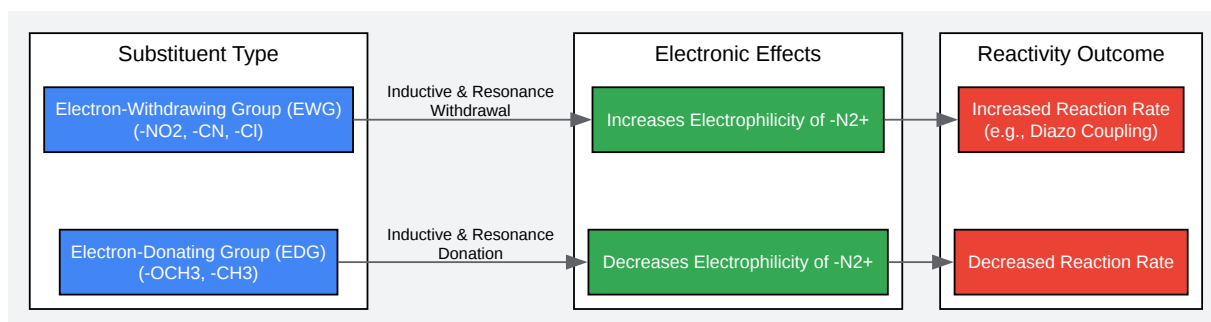 Substituent Type
Electron-Withdrawing Group (EWG)
(-NO2, -CN, -Cl)
Electron-Donating Group (EDG)
(-OCH3, -CH3)
Inductive & Resonance
Withdrawal
Inductive & Resonance
Donation
Electronic Effects
Increases Electrophilicity of -N2+
Decreases Electrophilicity of -N2+
Reactivity Outcome
Increased Reaction Rate
(e.g., Diazo Coupling)
Decreased Reaction Rate